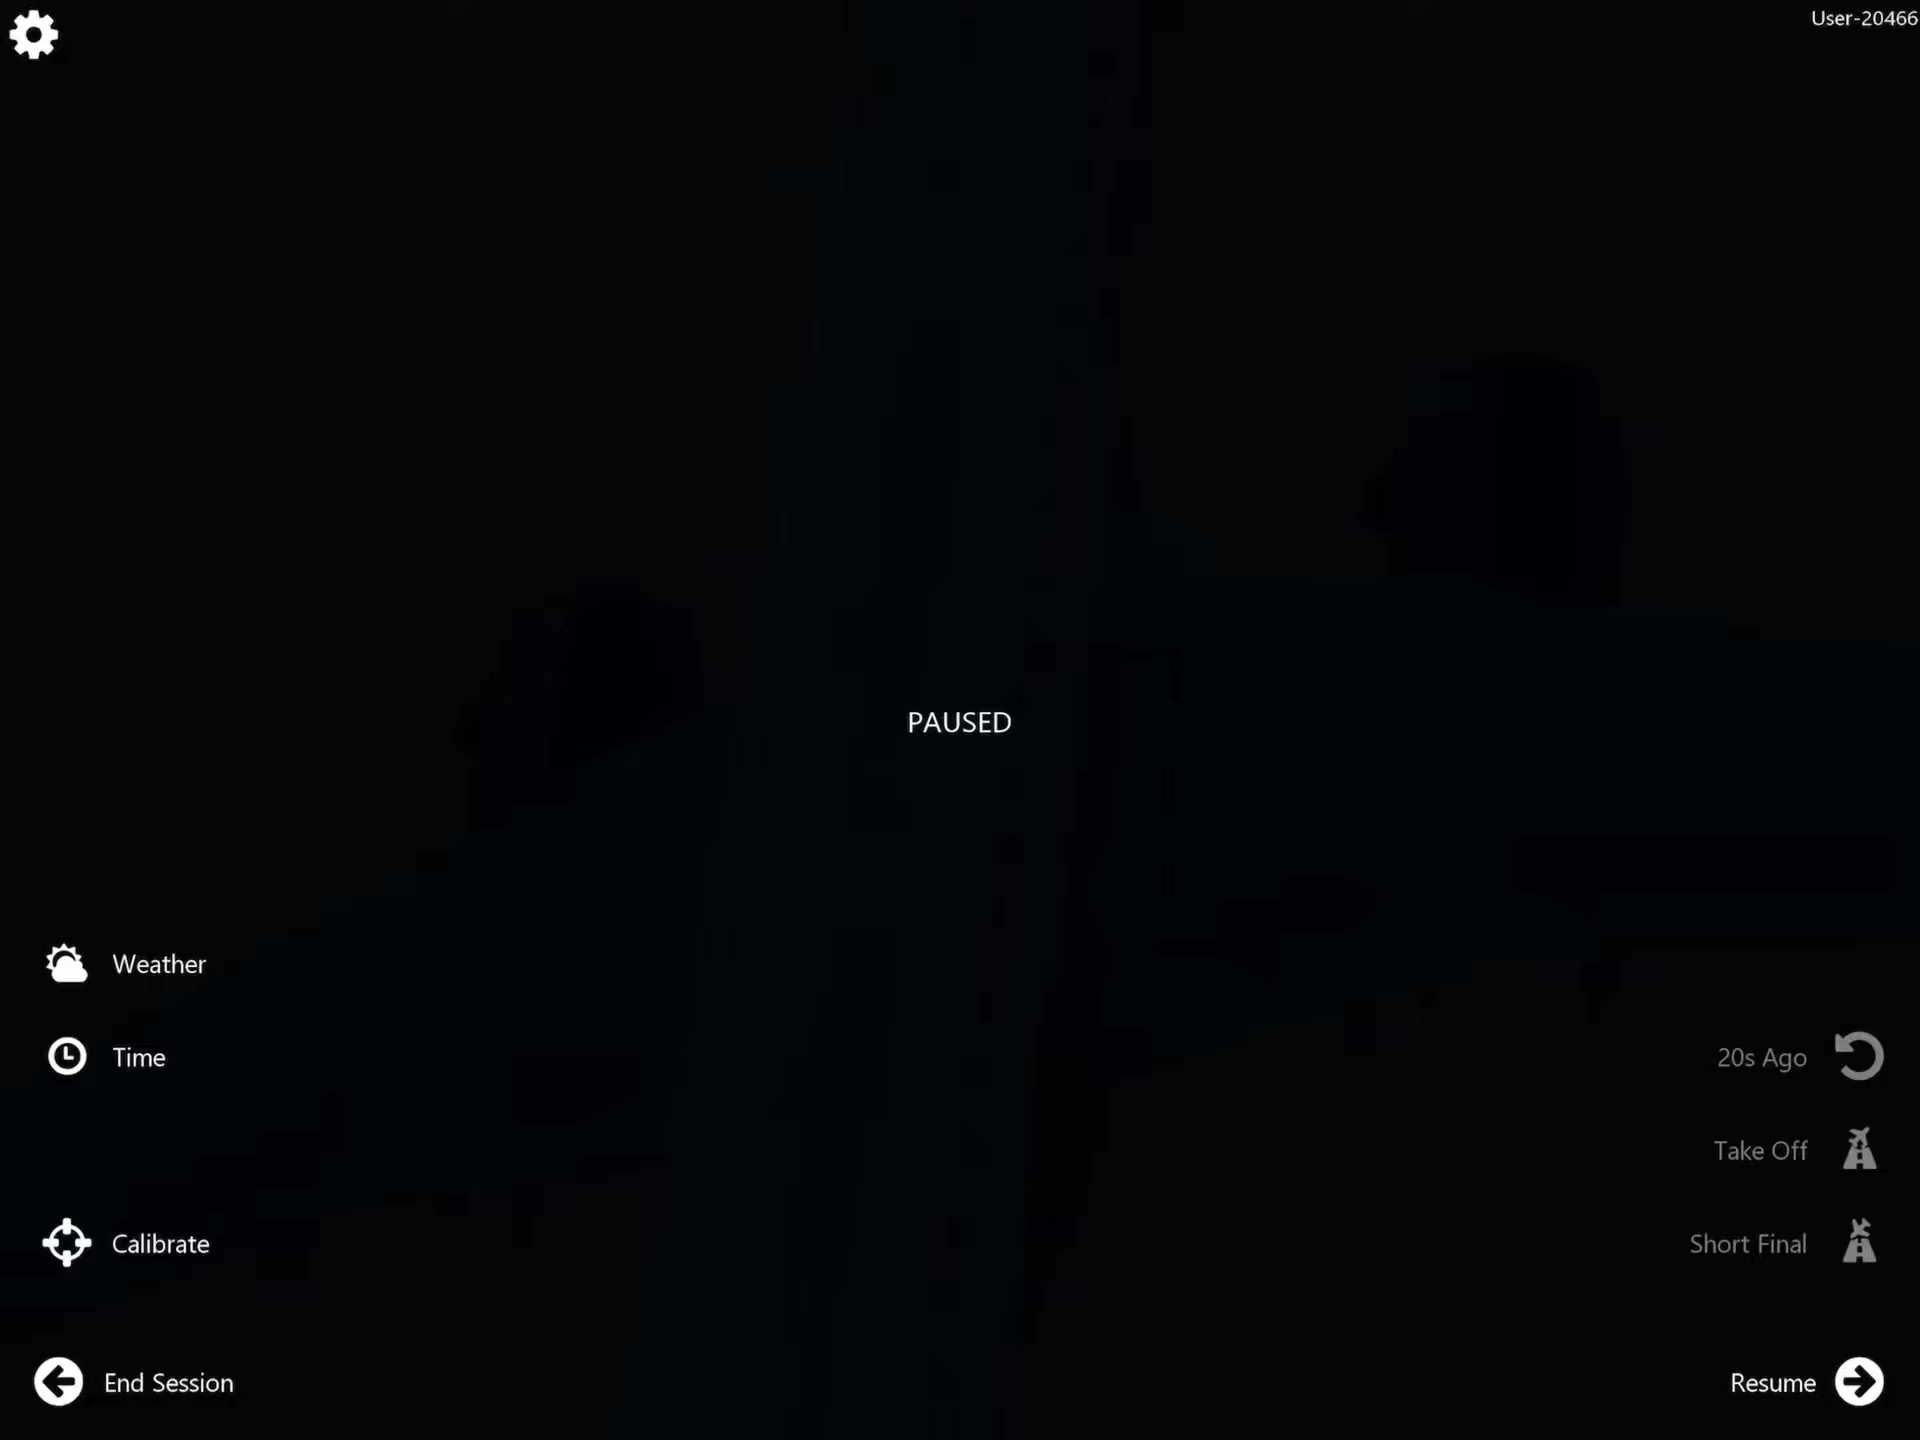 User-20466
PAUSED
Weather
Time
20s Ago
Take Off
Calibrate
Short Final
End Session
Resume